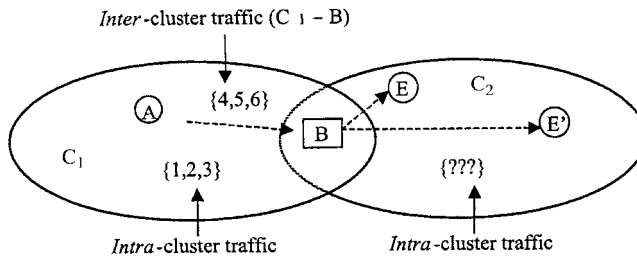 Inter-cluster traffic (C 1 – B)
E
C2
A
{4,5,6}
B
E'
C1
{1,2,3}
{???}
Intra-cluster traffic
Intra-cluster traffic